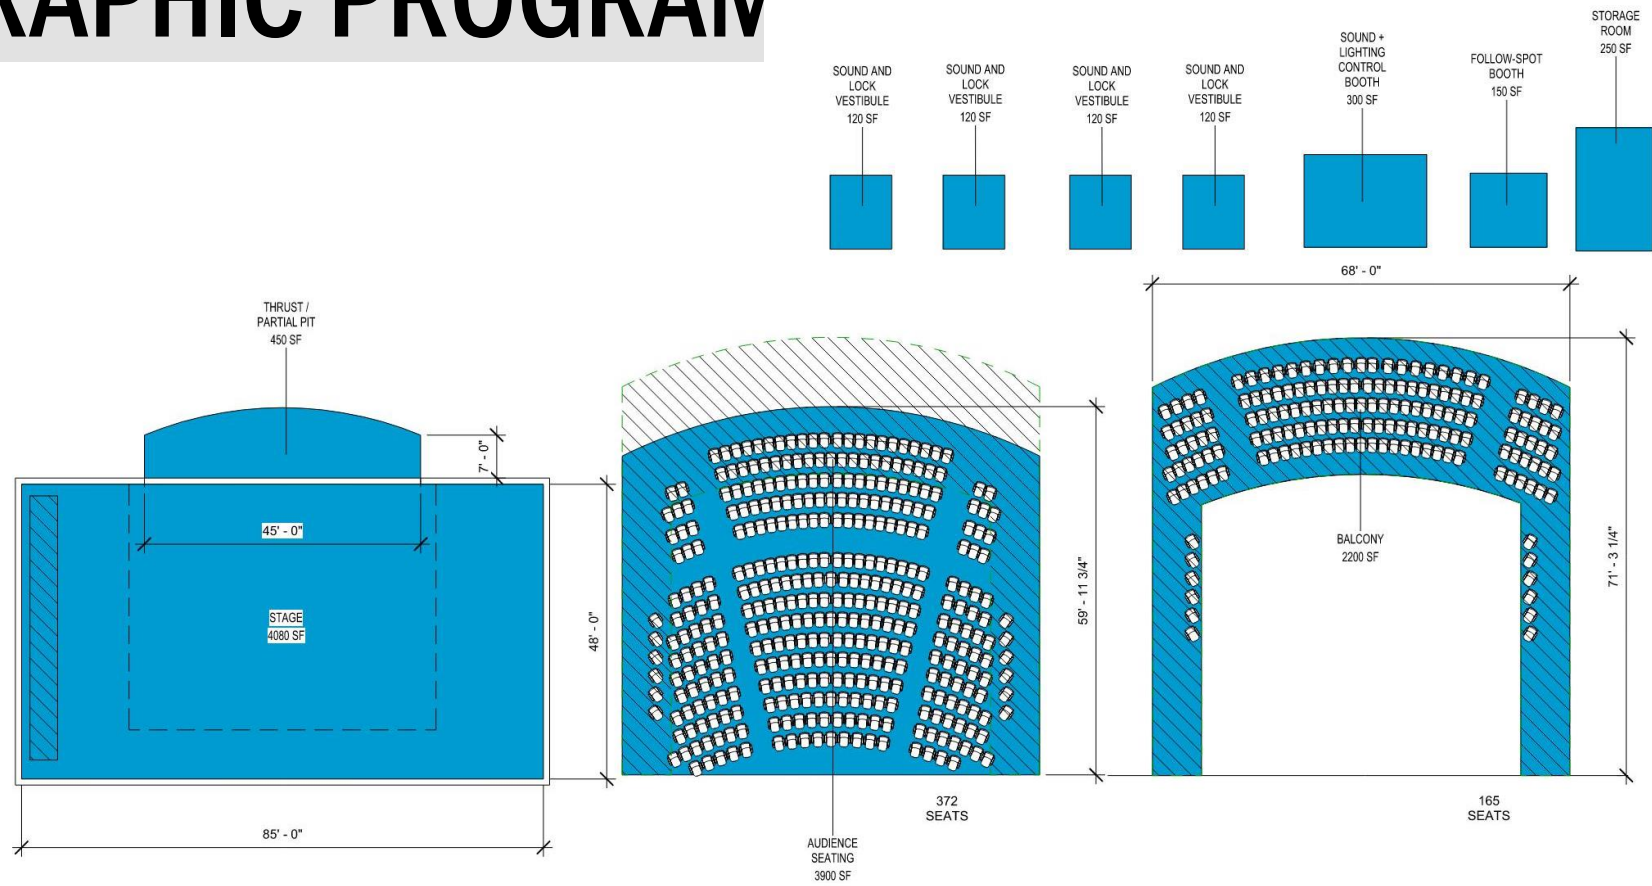 RAPHIC PROGRAM
SOUND AND
LOCK
VESTIBULE
120 SF
SOUND AND
LOCK
VESTIBULE
120 SF
SOUND AND
LOCK
VESTIBULE
120 SF
SOUND AND
LOCK
VESTIBULE
120 SF
SOUND +
LIGHTING
CONTROL
BOOTH
300 SF
FOLLOW-SPOT
BOOTH
150 SF
STORAGE
ROOM
250 SF
THRUST /
PARTIAL PIT
450 SF
7' - 0"
45' - 0"
STAGE
4080 SF
48' - 0"
85' - 0"
59' - 11 3/4"
372
SEATS
AUDIENCE
SEATING
3900 SF
68' - 0"
BALCONY
2200 SF
71' - 3 1/4"
165
SEATS